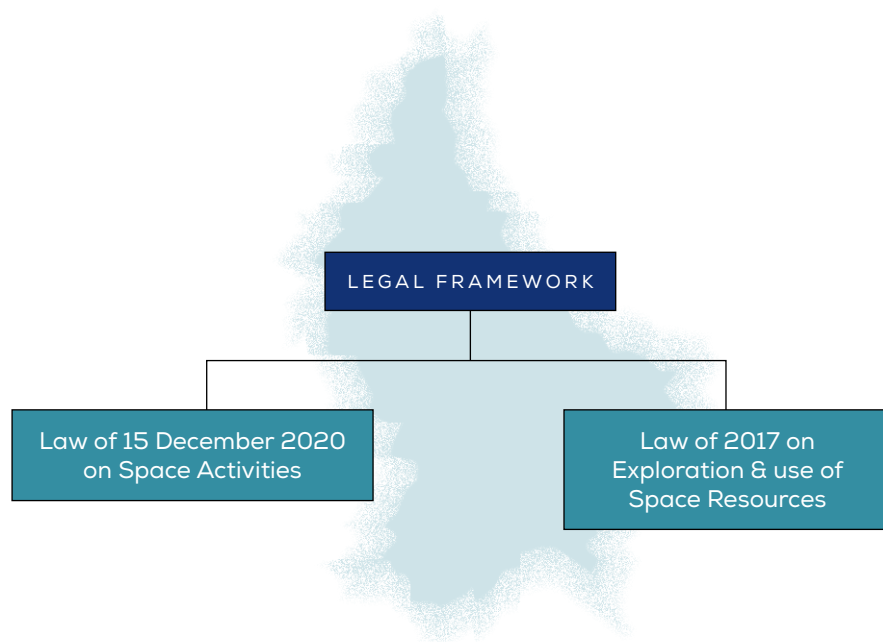 LEGAL FRAMEWORK
Law of 15 December 2020
on Space Activities
Law of 2017 on
Exploration & use of
Space Resources